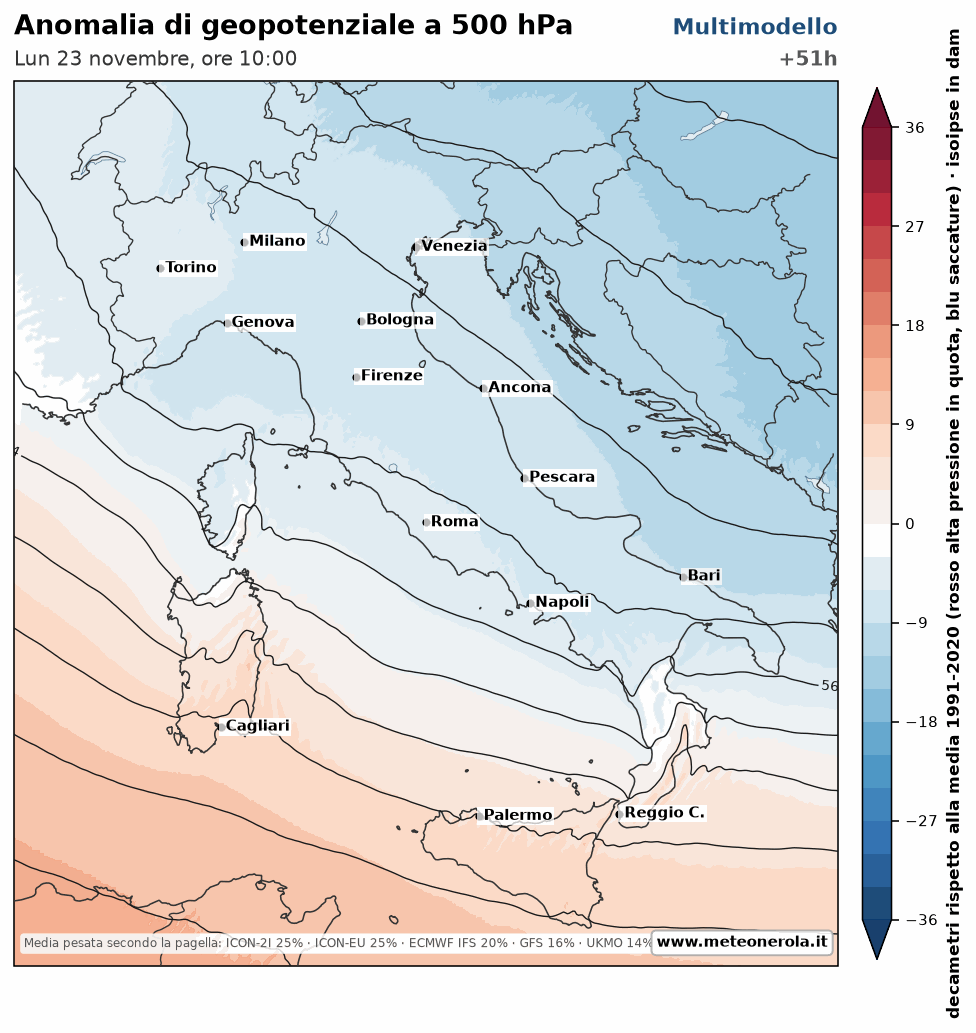 Anomalia di geopotenziale a 500 hPa
Multimodello
Lun 23 novembre, ore 10:00
+51h
Milano
Venezia
Torino
Genova
Bologna
Firenze
Ancona
Pescara
Roma
Bari
Napoli
56
Cagliari
Palermo
Reggio C.
Media pesata secondo la pagella: ICON-2I 25% · ICON-EU 25% · ECMWF IFS 20% · GFS 16% · UKMO 14%
www.meteonerola.it
36
27
18
9
0
−9
−18
−27
−36
decametri rispetto alla media 1991-2020 (rosso alta pressione in quota, blu saccature) · isoipse in dam